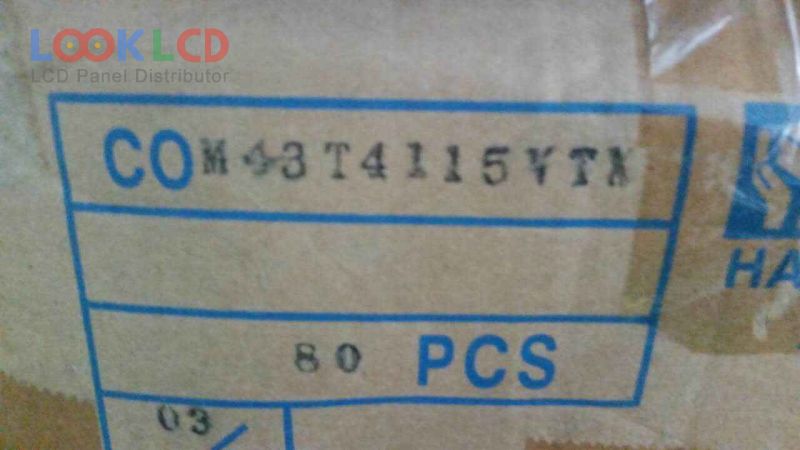 LOOKLCD
LCD Panel Distributor
COM43T4115VTX
HA
80 PCS
03/